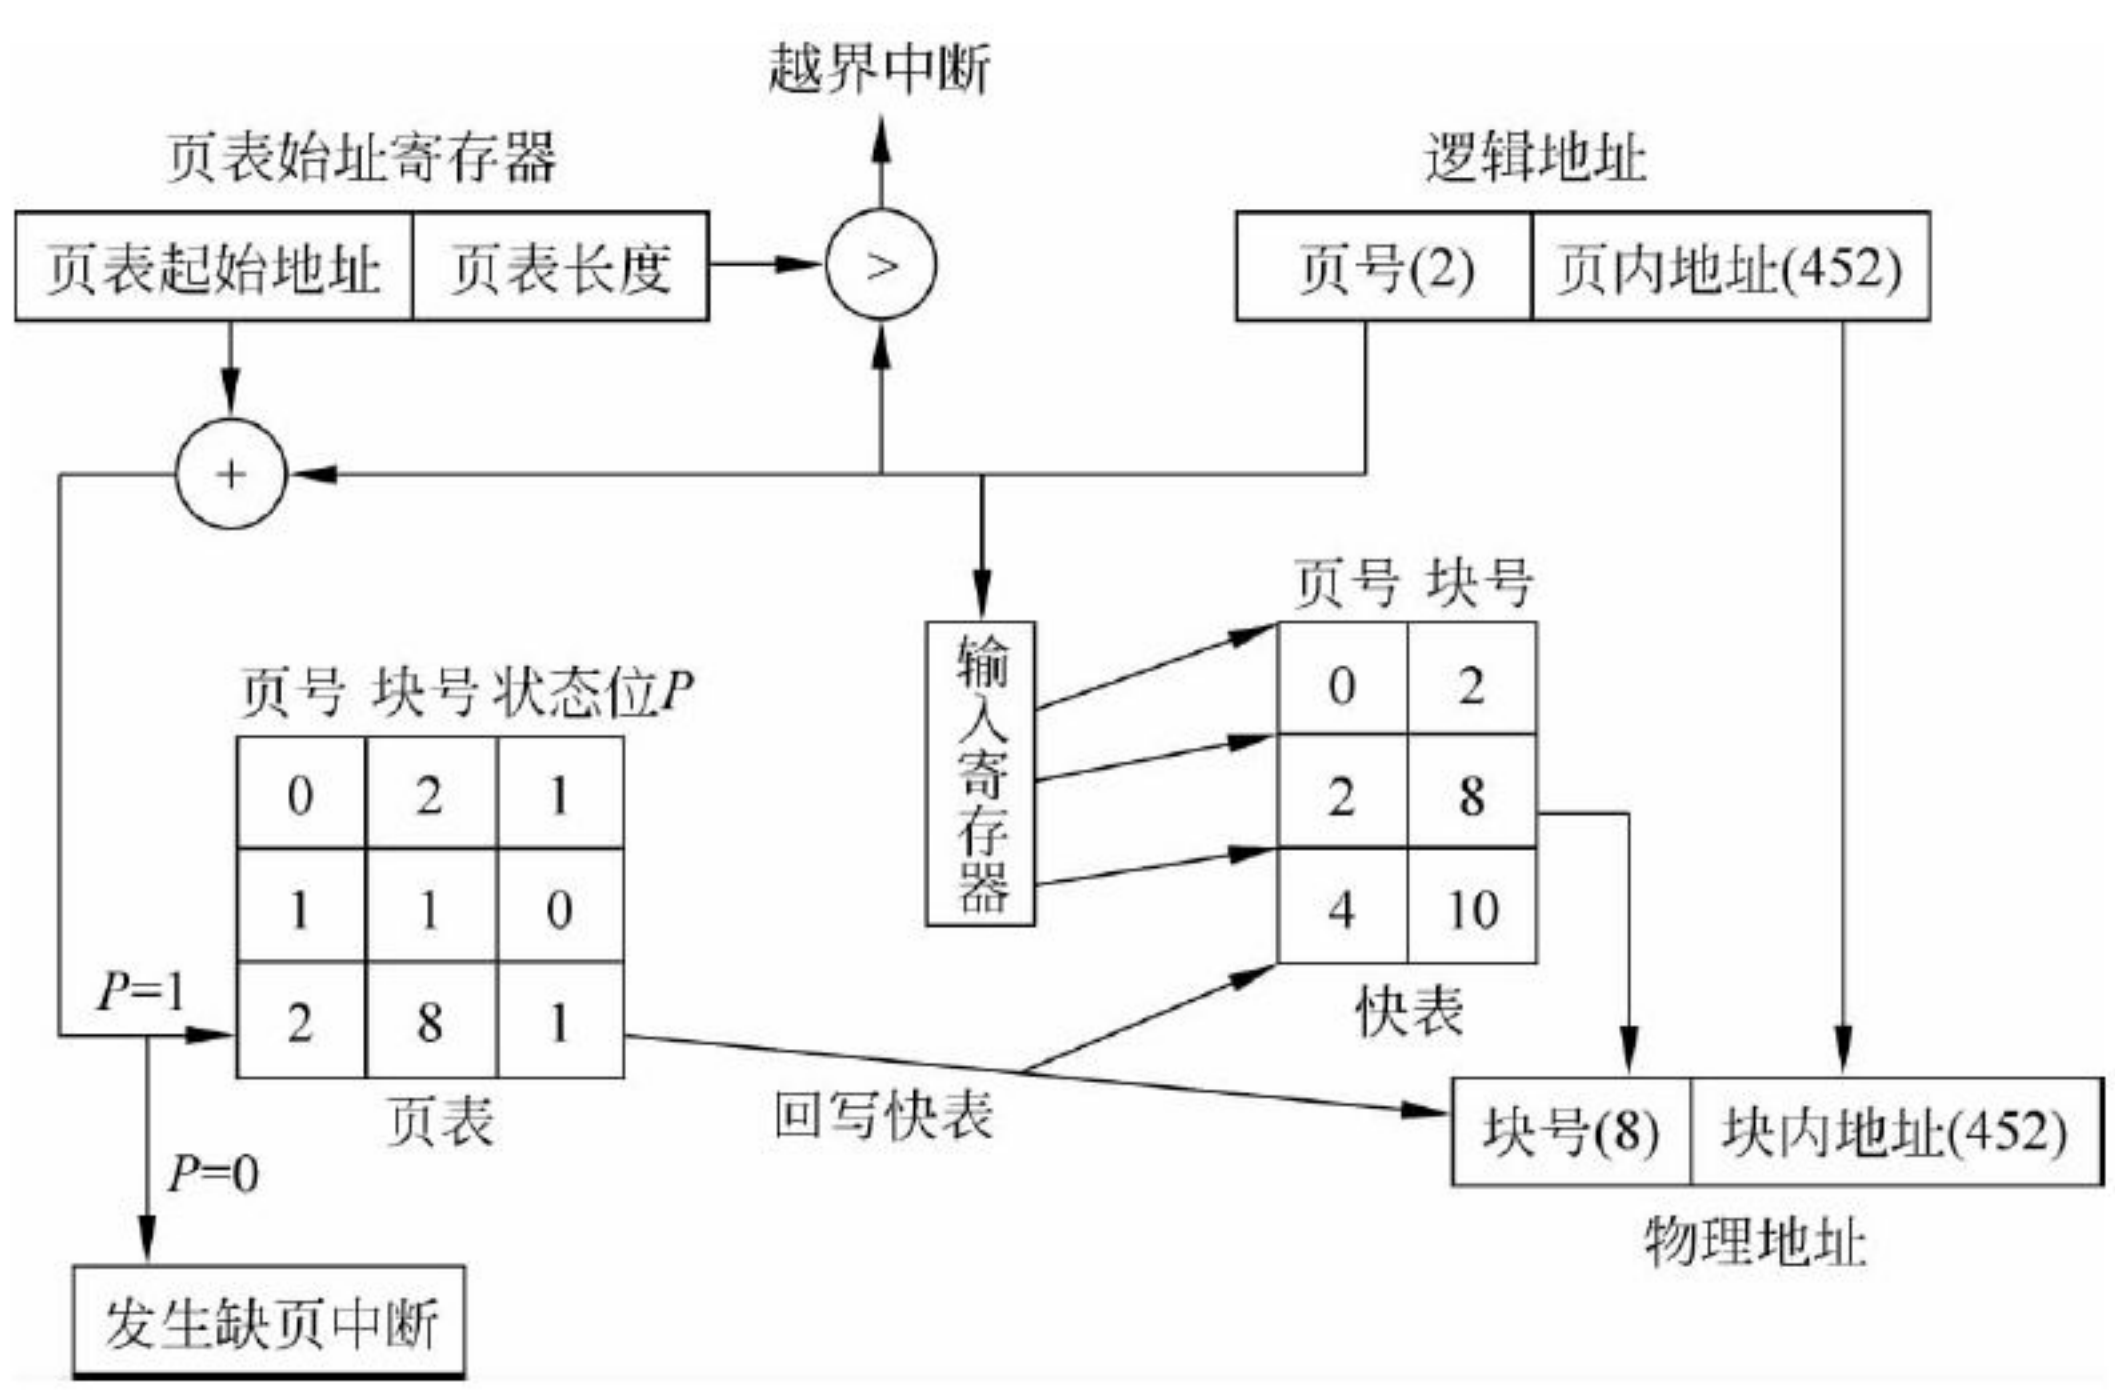 越界中断
页表始址寄存器
逻辑地址
页表起始地址 页表长度
>
页号(2) 页内地址(452)
+
页号 块号
输入寄存器
0 2
2 8
4 10
快表
页号 块号 状态位P
0 2 1
1 1 0
2 8 1
页表
P=1
P=0
回写快表
块号(8) 块内地址(452)
物理地址
发生缺页中断